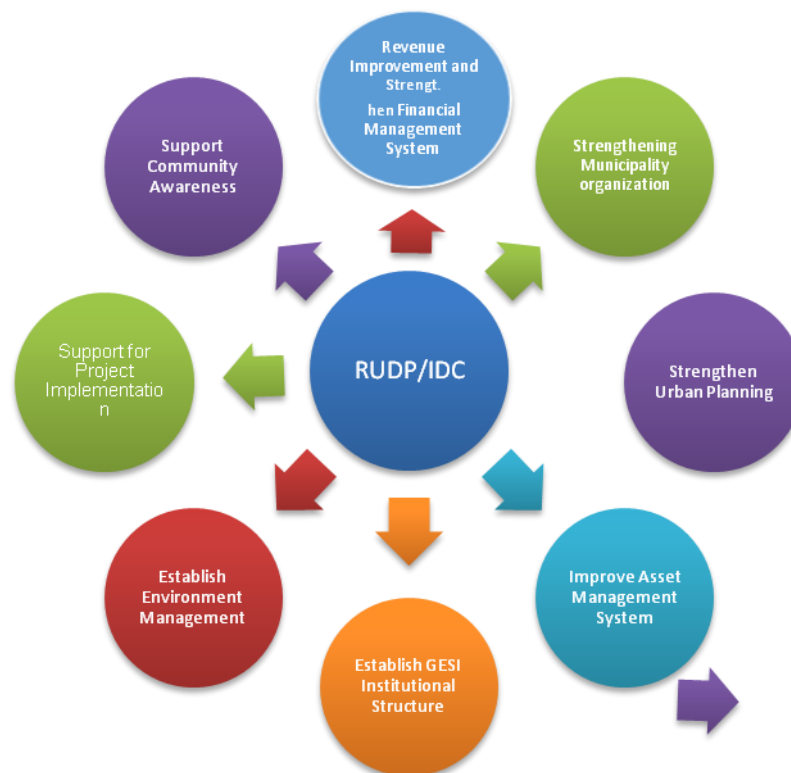 Revenue
Improvement and
Strengt.
hen Financial
Management
System
Strengthening
Municipality
organization
Strengthen
Urban Planning
Improve Asset
Management
System
Establish GESI
Institutional
Structure
Establish
Environment
Management
Support for
Project
Implementatio
n
Support
Community
Awareness
RUDP/IDC